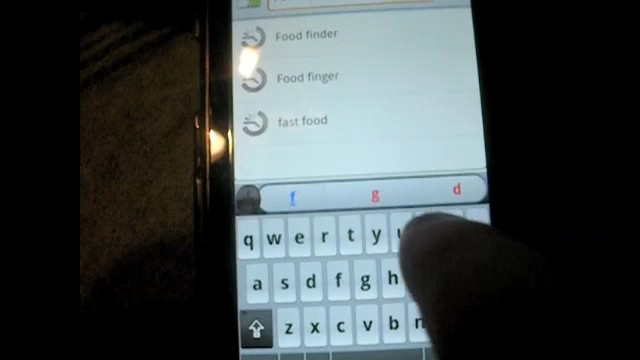 Food finder
Food finger
fast food
f g d
q w e r t y
a s d f g h
z x c v b